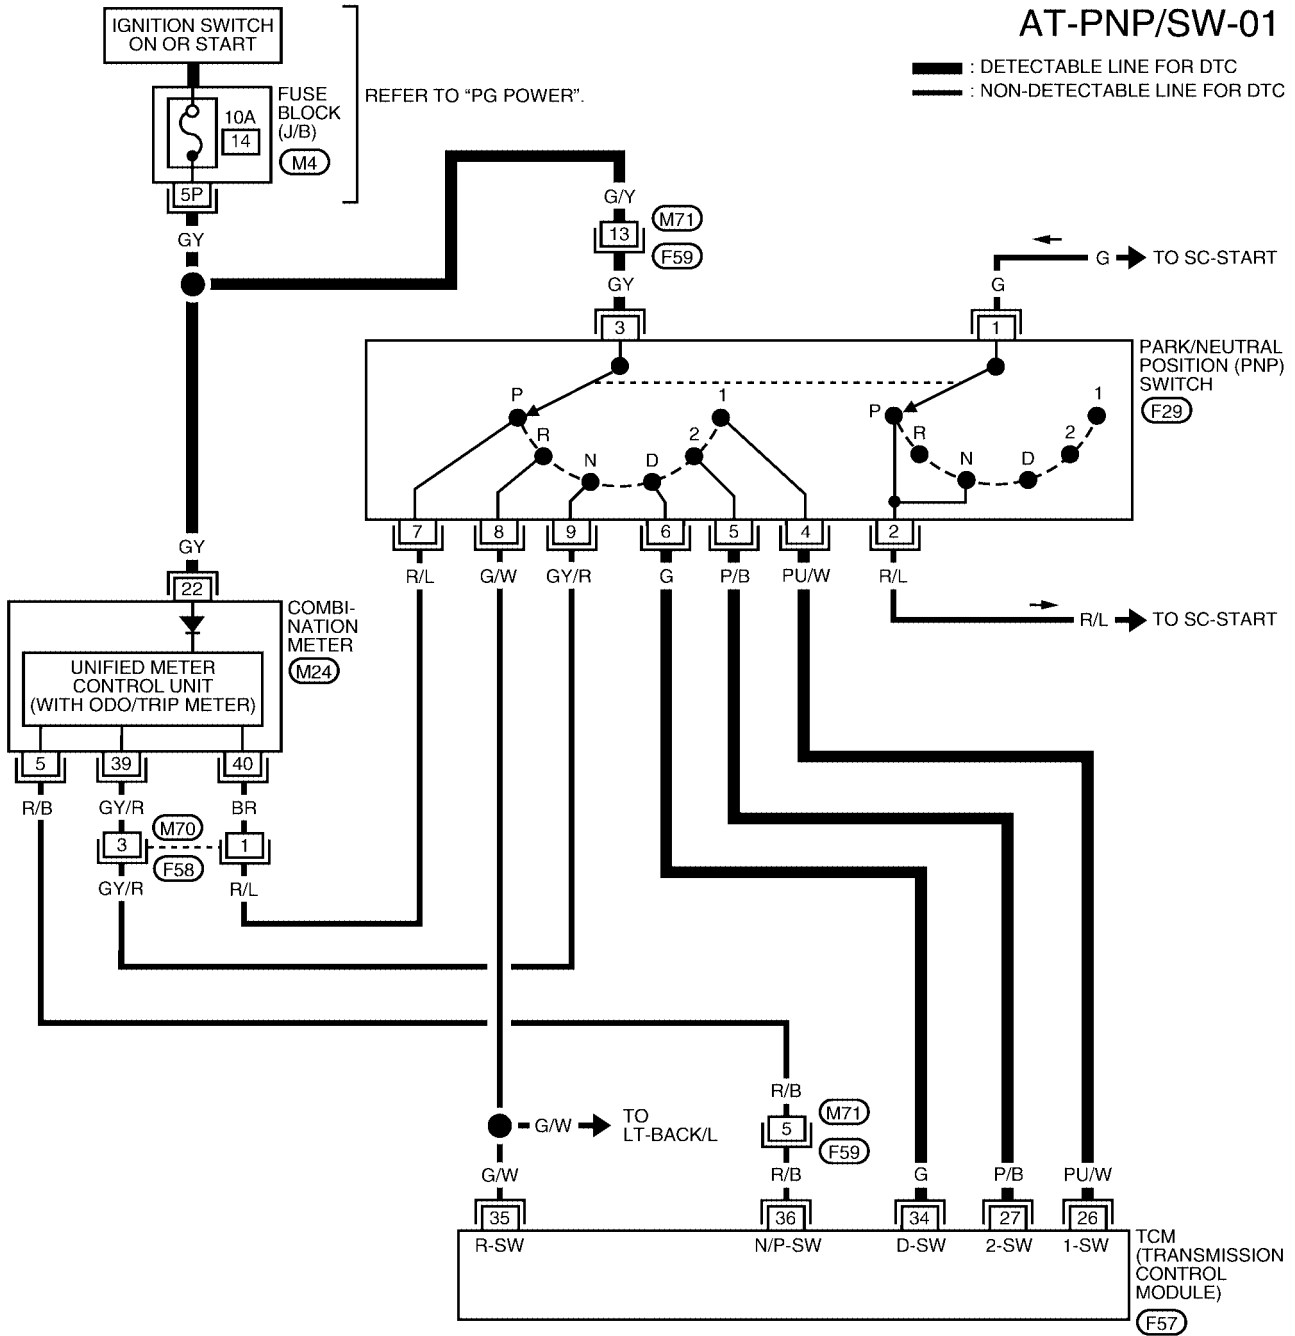 AT-PNP/SW-01
IGNITION SWITCH
ON OR START
: DETECTABLE LINE FOR DTC
: NON-DETECTABLE LINE FOR DTC
REFER TO “PG POWER”.
FUSE
BLOCK
(J/B)
10A
14
M4
5P
GY
G/Y
13
M71
F59
GY
G
TO SC-START
G
3
1
PARK/NEUTRAL
POSITION (PNP)
SWITCH
F29
P
R
N
D
2
1
P
R
N
D
2
1
7
8
9
6
5
4
2
R/L
G/W
GY/R
G
P/B
PU/W
R/L
R/L
TO SC-START
GY
22
COMBI-
NATION
METER
M24
UNIFIED METER
CONTROL UNIT
(WITH ODO/TRIP METER)
5
39
40
R/B
GY/R
BR
3
M70
F58
1
GY/R
R/L
G/W
TO
LT-BACK/L
R/B
5
M71
F59
G/W
R/B
G
P/B
PU/W
35
36
34
27
26
R-SW
N/P-SW
D-SW
2-SW
1-SW
TCM
(TRANSMISSION
CONTROL
MODULE)
F57